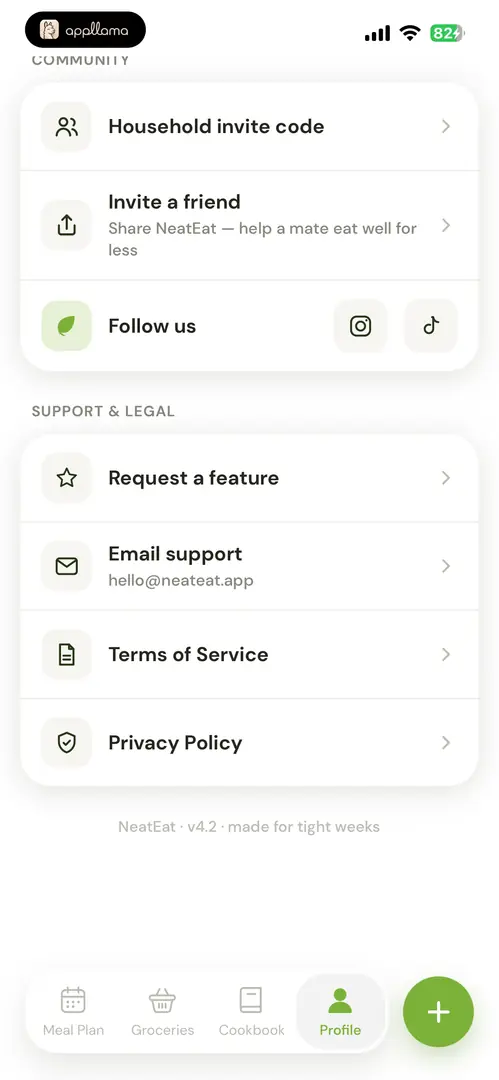 appllama
82
COMMUNITY
Household invite code
Invite a friend
Share NeatEat — help a mate eat well for
less
Follow us
SUPPORT & LEGAL
Request a feature
Email support
hello@neateat.app
Terms of Service
Privacy Policy
NeatEat · v4.2 · made for tight weeks
Meal Plan
Groceries
Cookbook
Profile